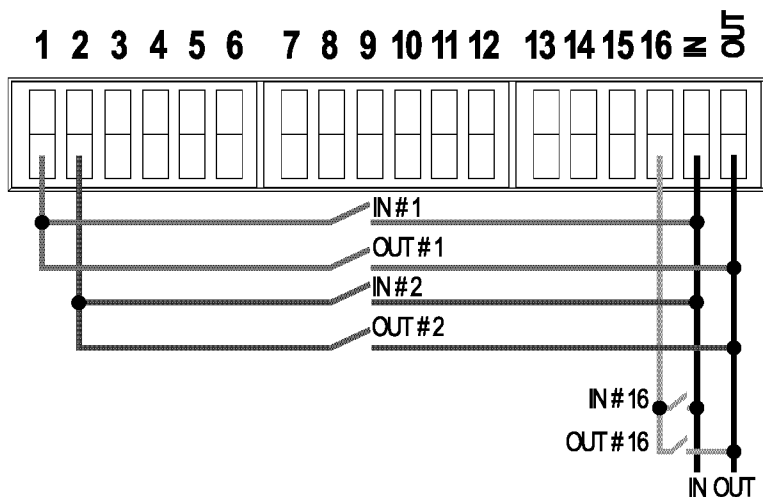 1 2 3 4 5 6 7 8 9 10 11 12 13 14 15 16 IN OUT
IN # 1
OUT # 1
IN # 2
OUT # 2
IN # 16
OUT # 16
IN OUT